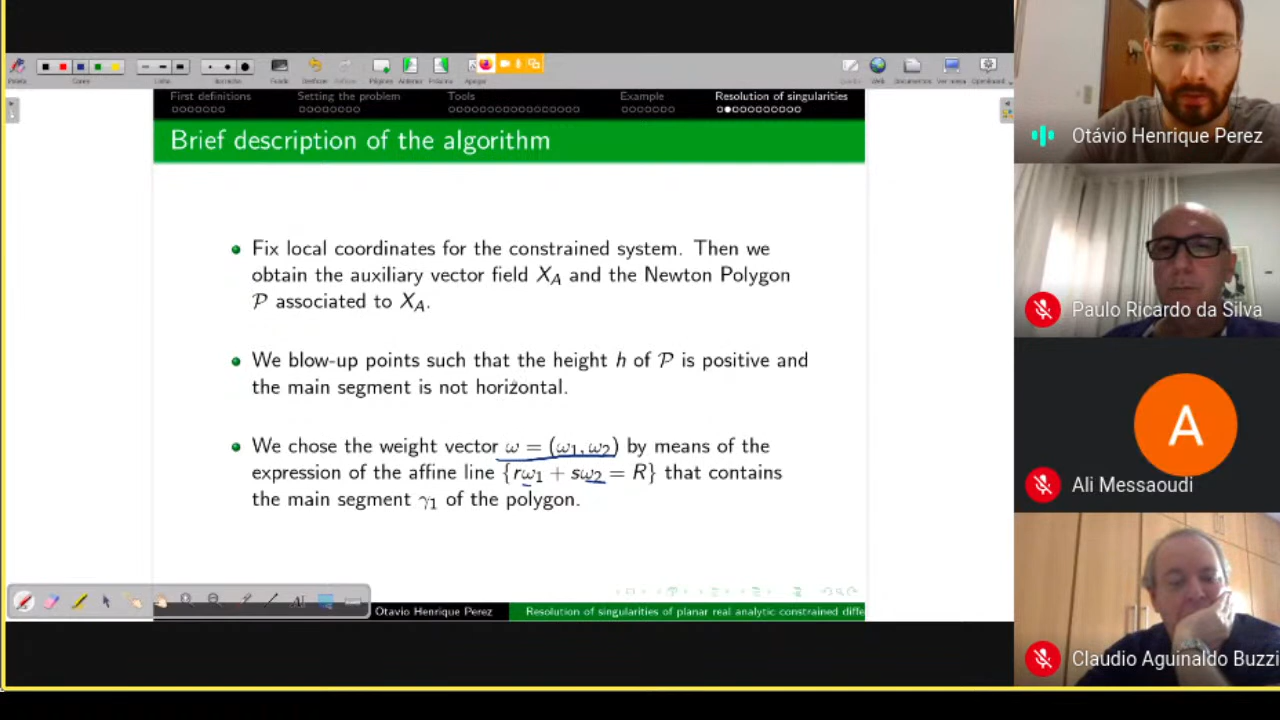 First definitions Setting the problem Tools Example Resolution of singularities
Brief description of the algorithm
Fix local coordinates for the constrained system. Then we
obtain the auxiliary vector field X_A and the Newton Polygon
𝒫 associated to X_A.
We blow-up points such that the height h of 𝒫 is positive and
the main segment is not horizontal.
We chose the weight vector ω = (ω₁, ω₂) by means of the
expression of the affine line {rω₁ + sω₂ = R} that contains
the main segment γ₁ of the polygon.
Otavio Henrique Perez Resolution of singularities of planar real analytic constrained diffe
Otávio Henrique Perez
Paulo Ricardo da Silva
A
Ali Messaoudi
Claudio Aguinaldo Buzzi